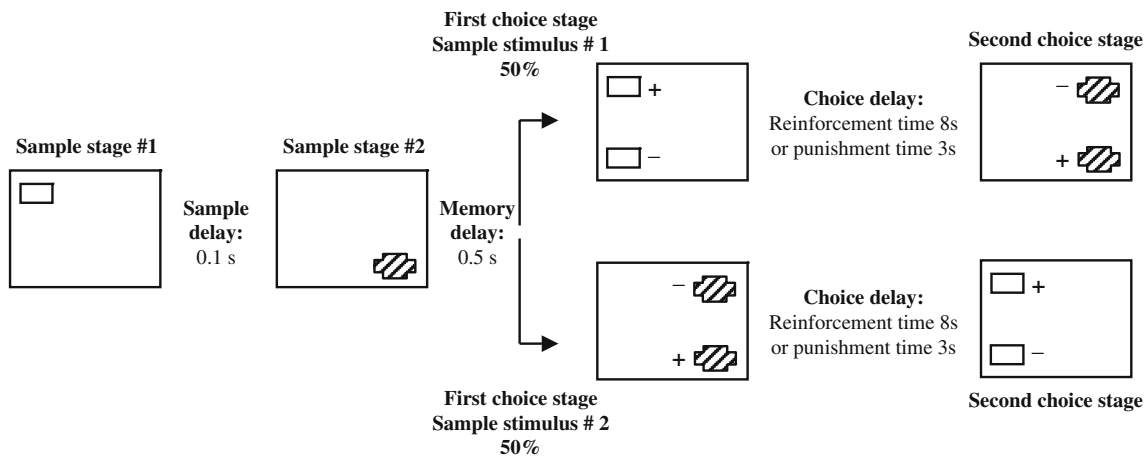 First choice stage
Sample stimulus # 1
50%
Second choice stage
+
−
Choice delay:
Reinforcement time 8s
or punishment time 3s
−
+
Sample stage #1
Sample stage #2
Sample
delay:
0.1 s
Memory
delay:
0.5 s
−
+
Choice delay:
Reinforcement time 8s
or punishment time 3s
+
−
First choice stage
Sample stimulus # 2
50%
Second choice stage